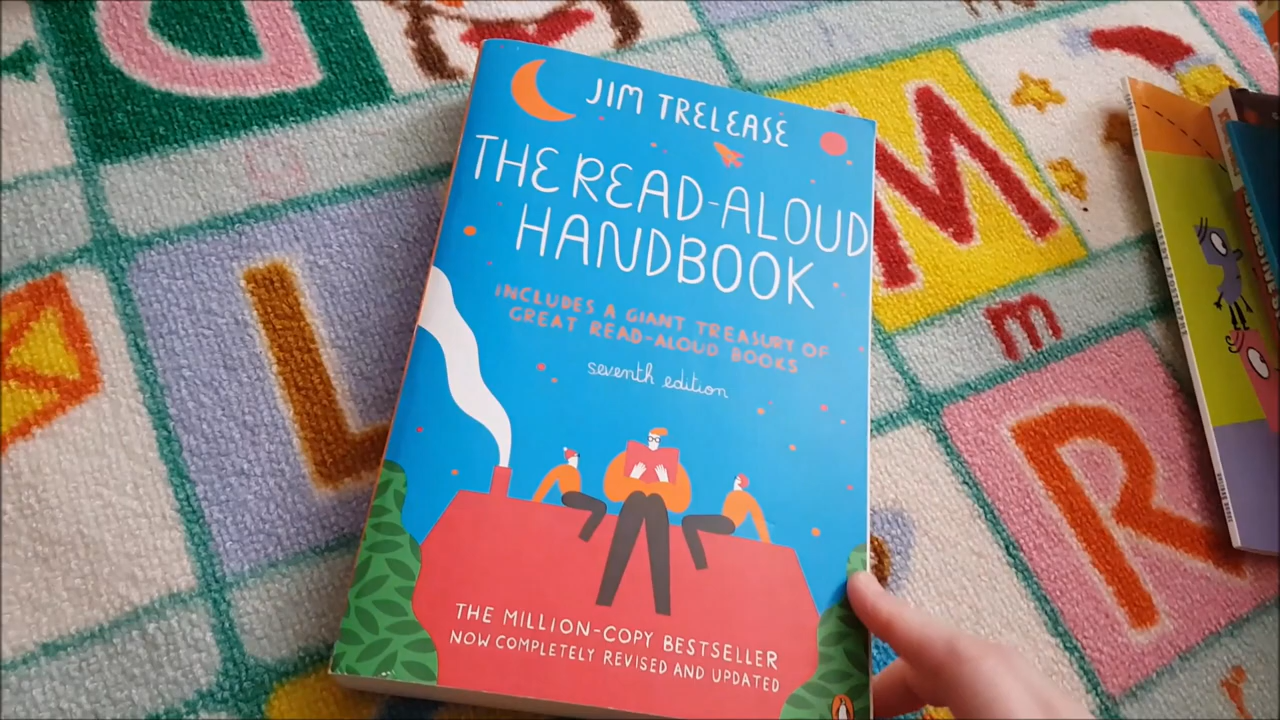 JIM TRELEASE
THE READ-ALOUD
HANDBOOK
INCLUDES A GIANT TREASURY OF
GREAT READ-ALOUD BOOKS
seventh edition
THE MILLION-COPY BESTSELLER
NOW COMPLETELY REVISED AND UPDATED
L
M
m
R